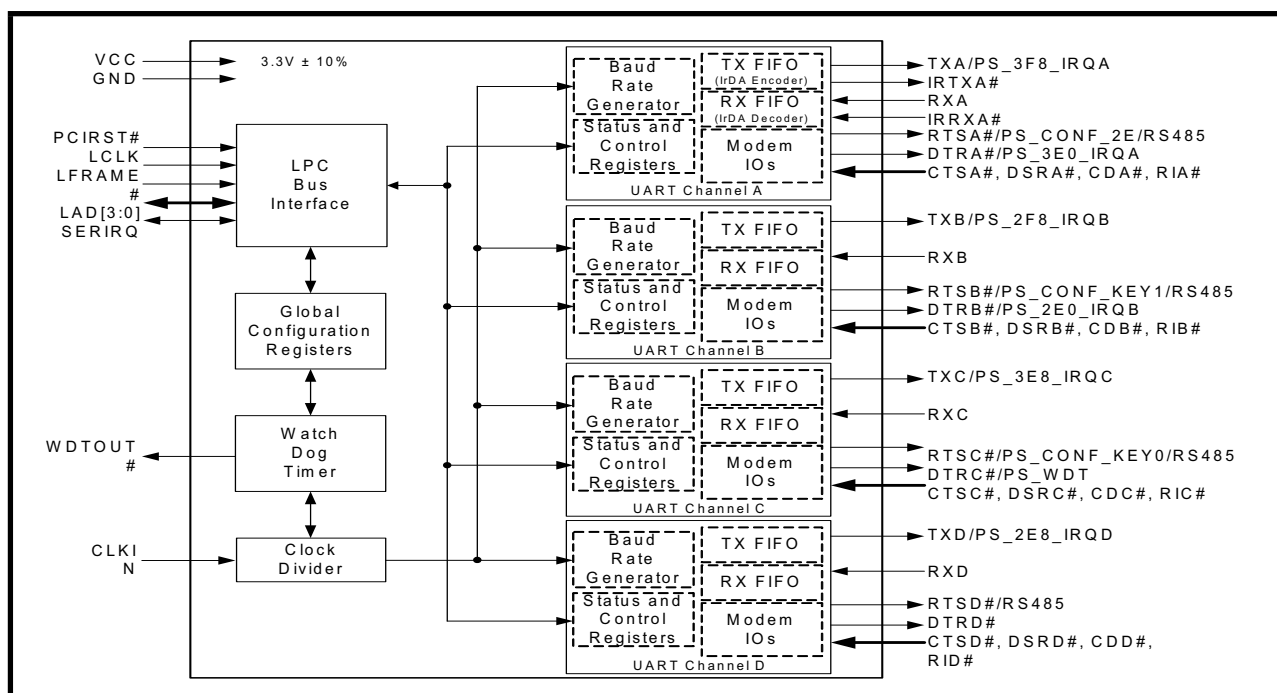 VCC
GND
3.3V ± 10%
PCIRST#
LCLK
LFRAME
#
LAD[3:0]
SERIRQ
LPC
Bus
Interface
Global
Configuration
Registers
WDTOUT
#
Watch
Dog
Timer
CLKI
N
Clock
Divider
Baud
Rate
Generator
Status and
Control
Registers
TX FIFO
(IrDA Encoder)
RX FIFO
(IrDA Decoder)
Modem
IOs
UART Channel A
TXA/PS_3F8_IRQA
IRTXA#
RXA
IRRXA#
RTSA#/PS_CONF_2E/RS485
DTRA#/PS_3E0_IRQA
CTSA#, DSRA#, CDA#, RIA#
Baud
Rate
Generator
Status and
Control
Registers
TX FIFO
RX FIFO
Modem
IOs
UART Channel B
TXB/PS_2F8_IRQB
RXB
RTSB#/PS_CONF_KEY1/RS485
DTRB#/PS_2E0_IRQB
CTSB#, DSRB#, CDB#, RIB#
Baud
Rate
Generator
Status and
Control
Registers
TX FIFO
RX FIFO
Modem
IOs
UART Channel C
TXC/PS_3E8_IRQC
RXC
RTSC#/PS_CONF_KEY0/RS485
DTRC#/PS_WDT
CTSC#, DSRC#, CDC#, RIC#
Baud
Rate
Generator
Status and
Control
Registers
TX FIFO
RX FIFO
Modem
IOs
UART Channel D
TXD/PS_2E8_IRQD
RXD
RTSD#/RS485
DTRD#
CTSD#, DSRD#, CDD#,
RID#